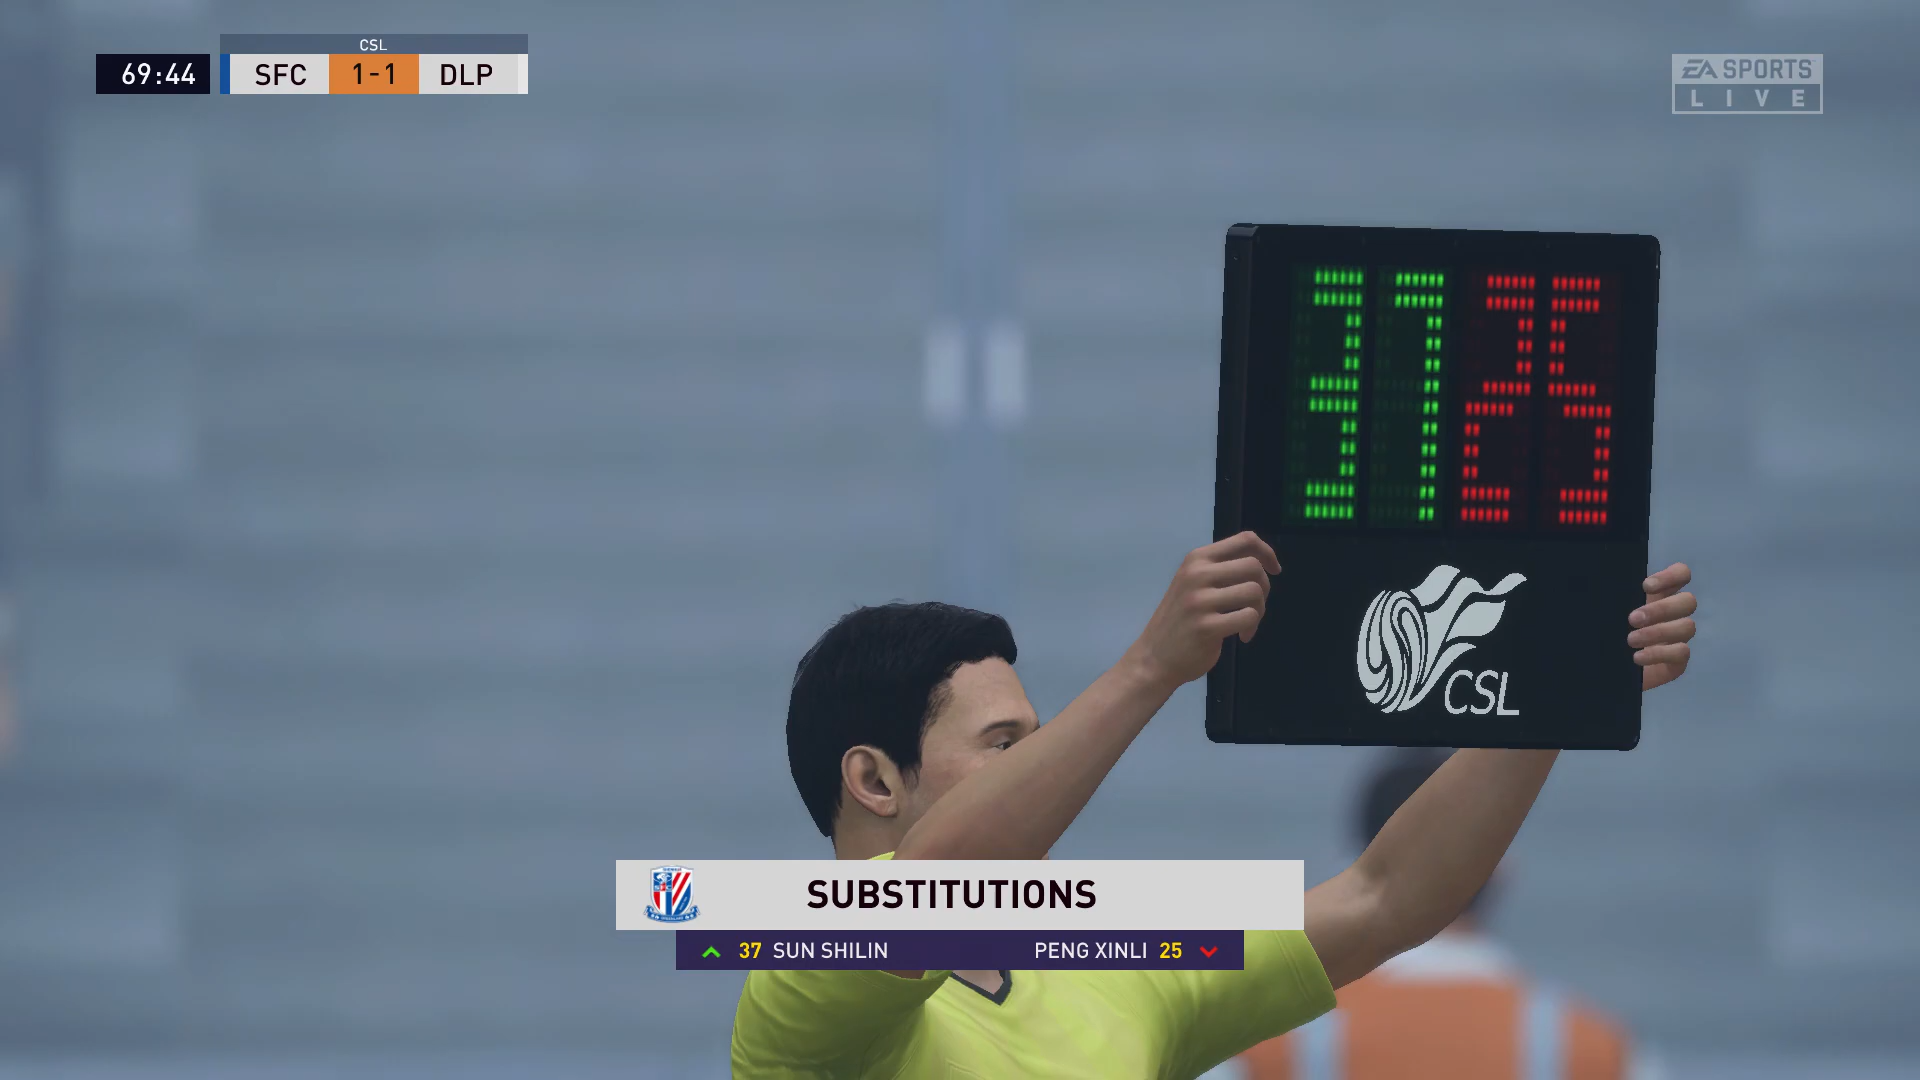 CSL
69:44 SFC 1-1 DLP
EA SPORTS
LIVE
37 25
CSL
SUBSTITUTIONS
37 SUN SHILIN PENG XINLI 25